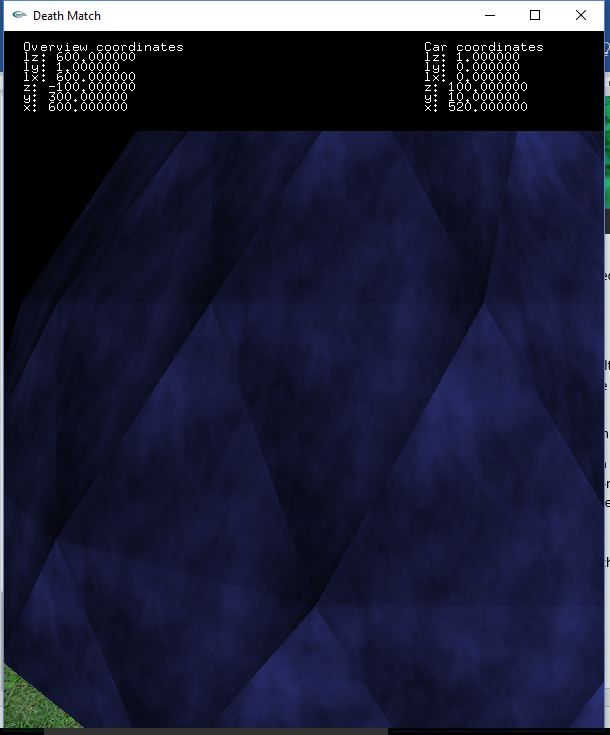 Death Match
Overview coordinates
lz: 600.000000
ly: 1.000000
lx: 600.000000
z: -100.000000
y: 300.000000
x: 600.000000
Car coordinates
lz: 1.000000
ly: 0.000000
lx: 0.000000
z: 100.000000
y: 10.000000
x: 520.000000